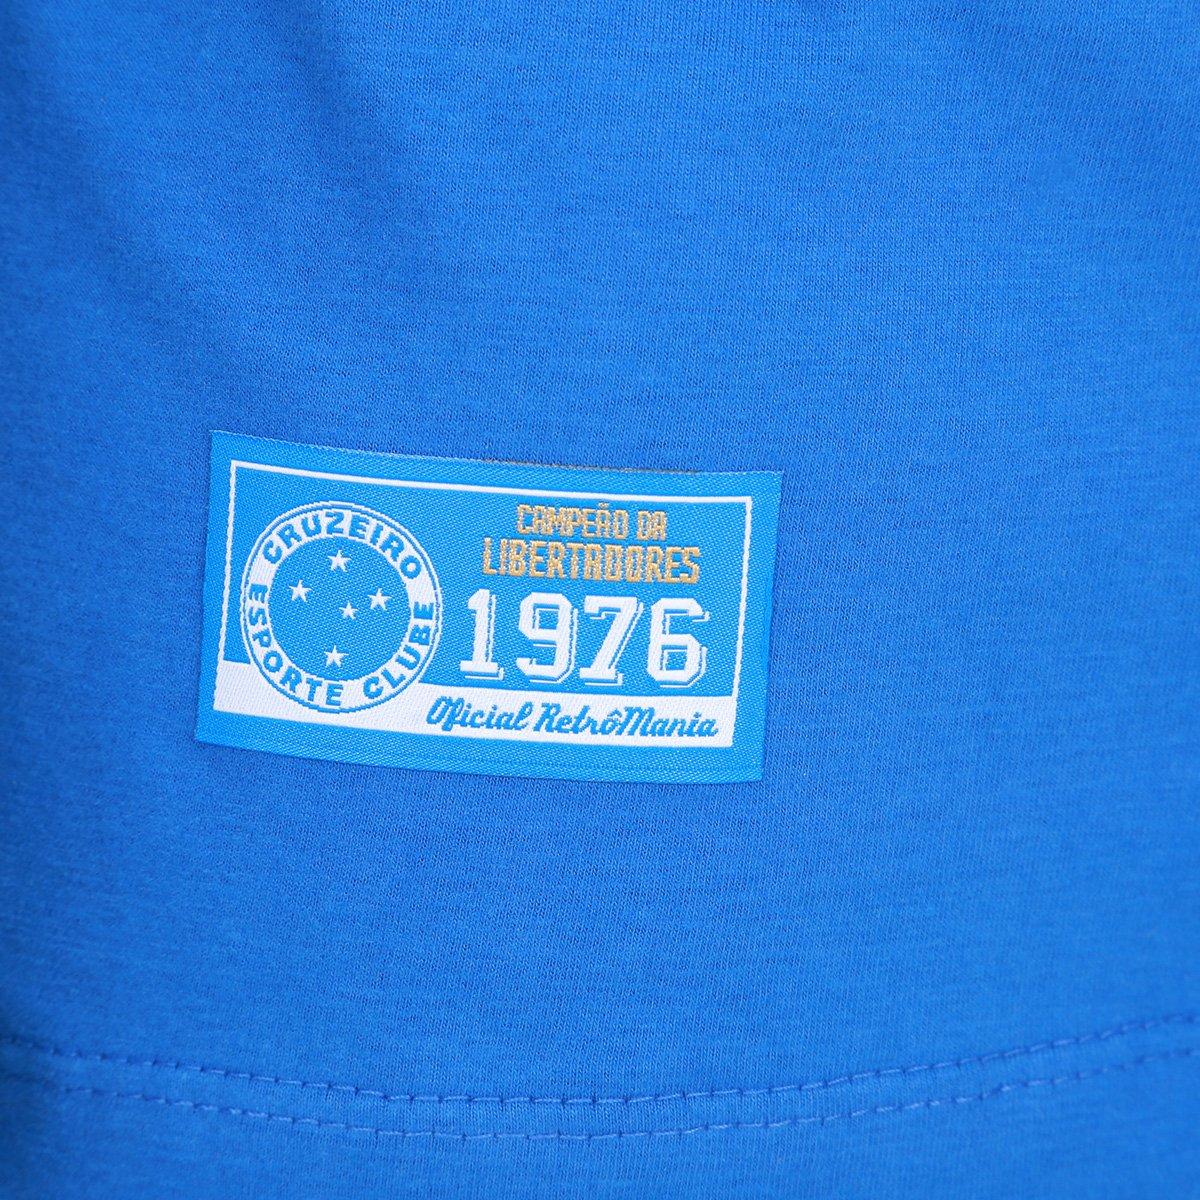 CRUZEIRO
ESPORTE CLUBE
CAMPEÃO DA
LIBERTADORES
1976
Oficial RetrôMania